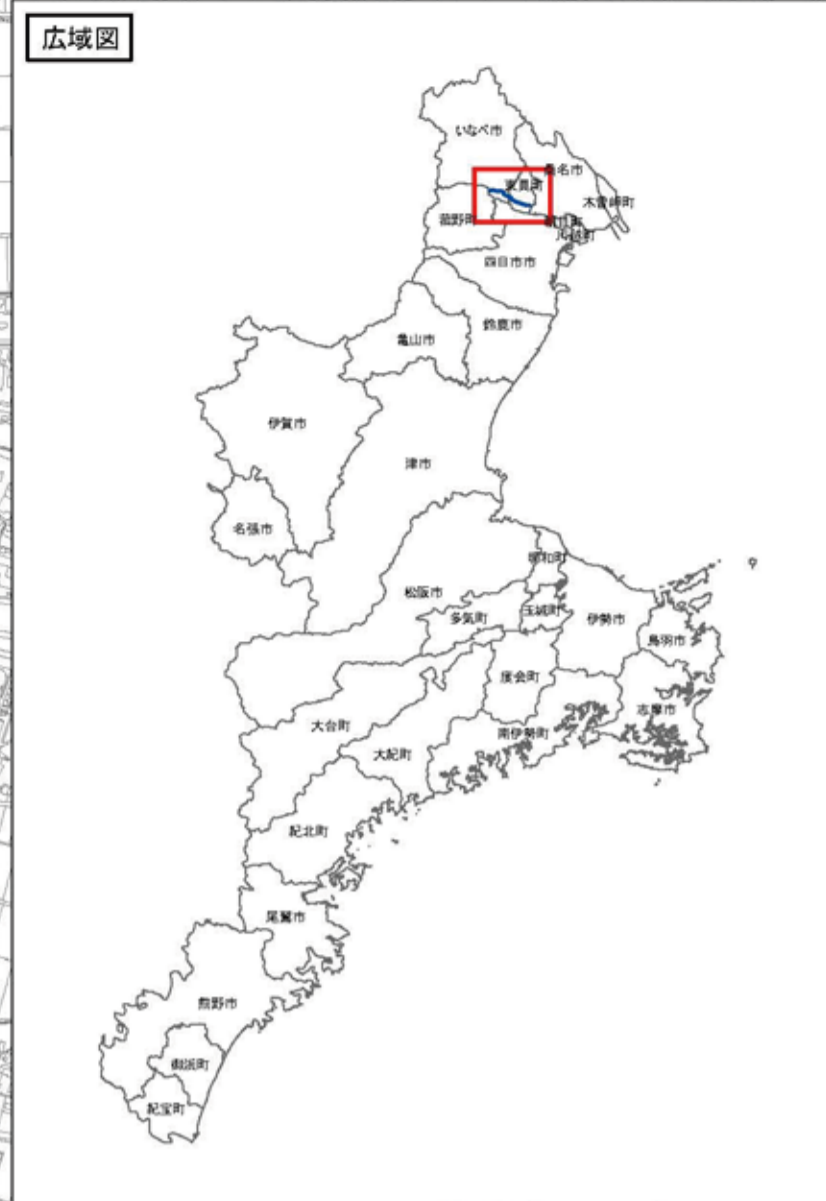 広域図
いなべ市
桑名市
東員町
木曽岬町
菰野町
朝日町
川越町
四日市市
鈴鹿市
亀山市
伊賀市
津市
名張市
明和町
松阪市
多気町
玉城町
伊勢市
鳥羽市
度会町
志摩市
大台町
南伊勢町
大紀町
紀北町
尾鷲市
熊野市
御浜町
紀宝町